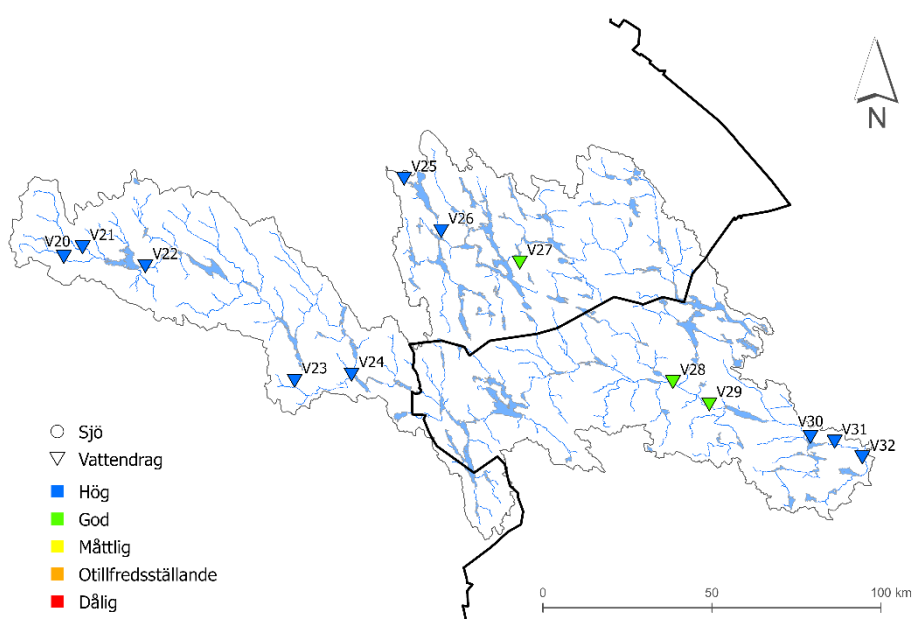 N
V25
V26
V21
V20
V22
V27
V23
V24
V28
V29
V30
V31
V32
Sjö
Vattendrag
Hög
God
Måttlig
Otillfredsställande
Dålig
0 50 100 km